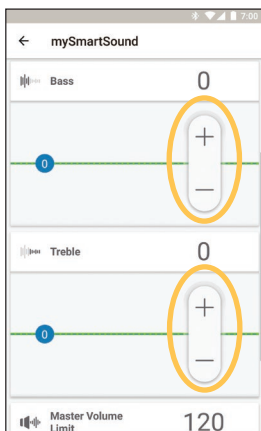 7:00
← mySmartSound
Bass 0
+
0
−
Treble 0
+
0
−
Master Volume
Limit 120